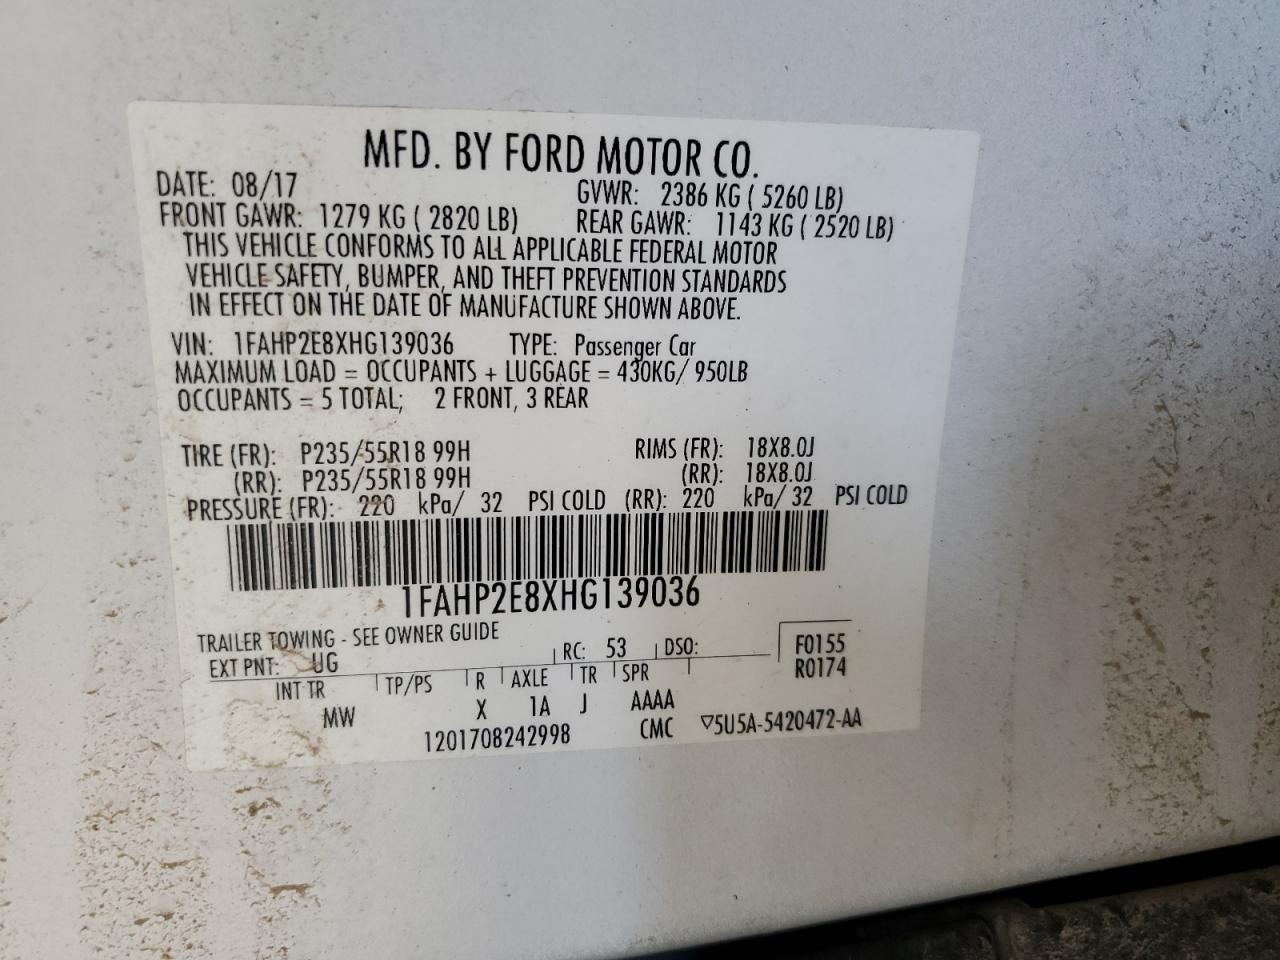 MFD. BY FORD MOTOR CO.
DATE: 08/17 GVWR: 2386 KG ( 5260 LB)
FRONT GAWR: 1279 KG ( 2820 LB) REAR GAWR: 1143 KG ( 2520 LB)
THIS VEHICLE CONFORMS TO ALL APPLICABLE FEDERAL MOTOR
VEHICLE SAFETY, BUMPER, AND THEFT PREVENTION STANDARDS
IN EFFECT ON THE DATE OF MANUFACTURE SHOWN ABOVE.
VIN: 1FAHP2E8XHG139036 TYPE: Passenger Car
MAXIMUM LOAD = OCCUPANTS + LUGGAGE = 430KG/ 950LB
OCCUPANTS = 5 TOTAL; 2 FRONT, 3 REAR
TIRE (FR): P235/55R18 99H RIMS (FR): 18X8.0J
(RR): P235/55R18 99H (RR): 18X8.0J
PRESSURE (FR): 220 kPa/ 32 PSI COLD (RR): 220 kPa/ 32 PSI COLD
1FAHP2E8XHG139036
TRAILER TOWING - SEE OWNER GUIDE
EXT PNT: UG RC: 53 DSO: F0155
R0174
INT TR TP/PS R AXLE TR SPR
MW X 1A J AAAA
1201708242998 CMC ▽5U5A-5420472-AA